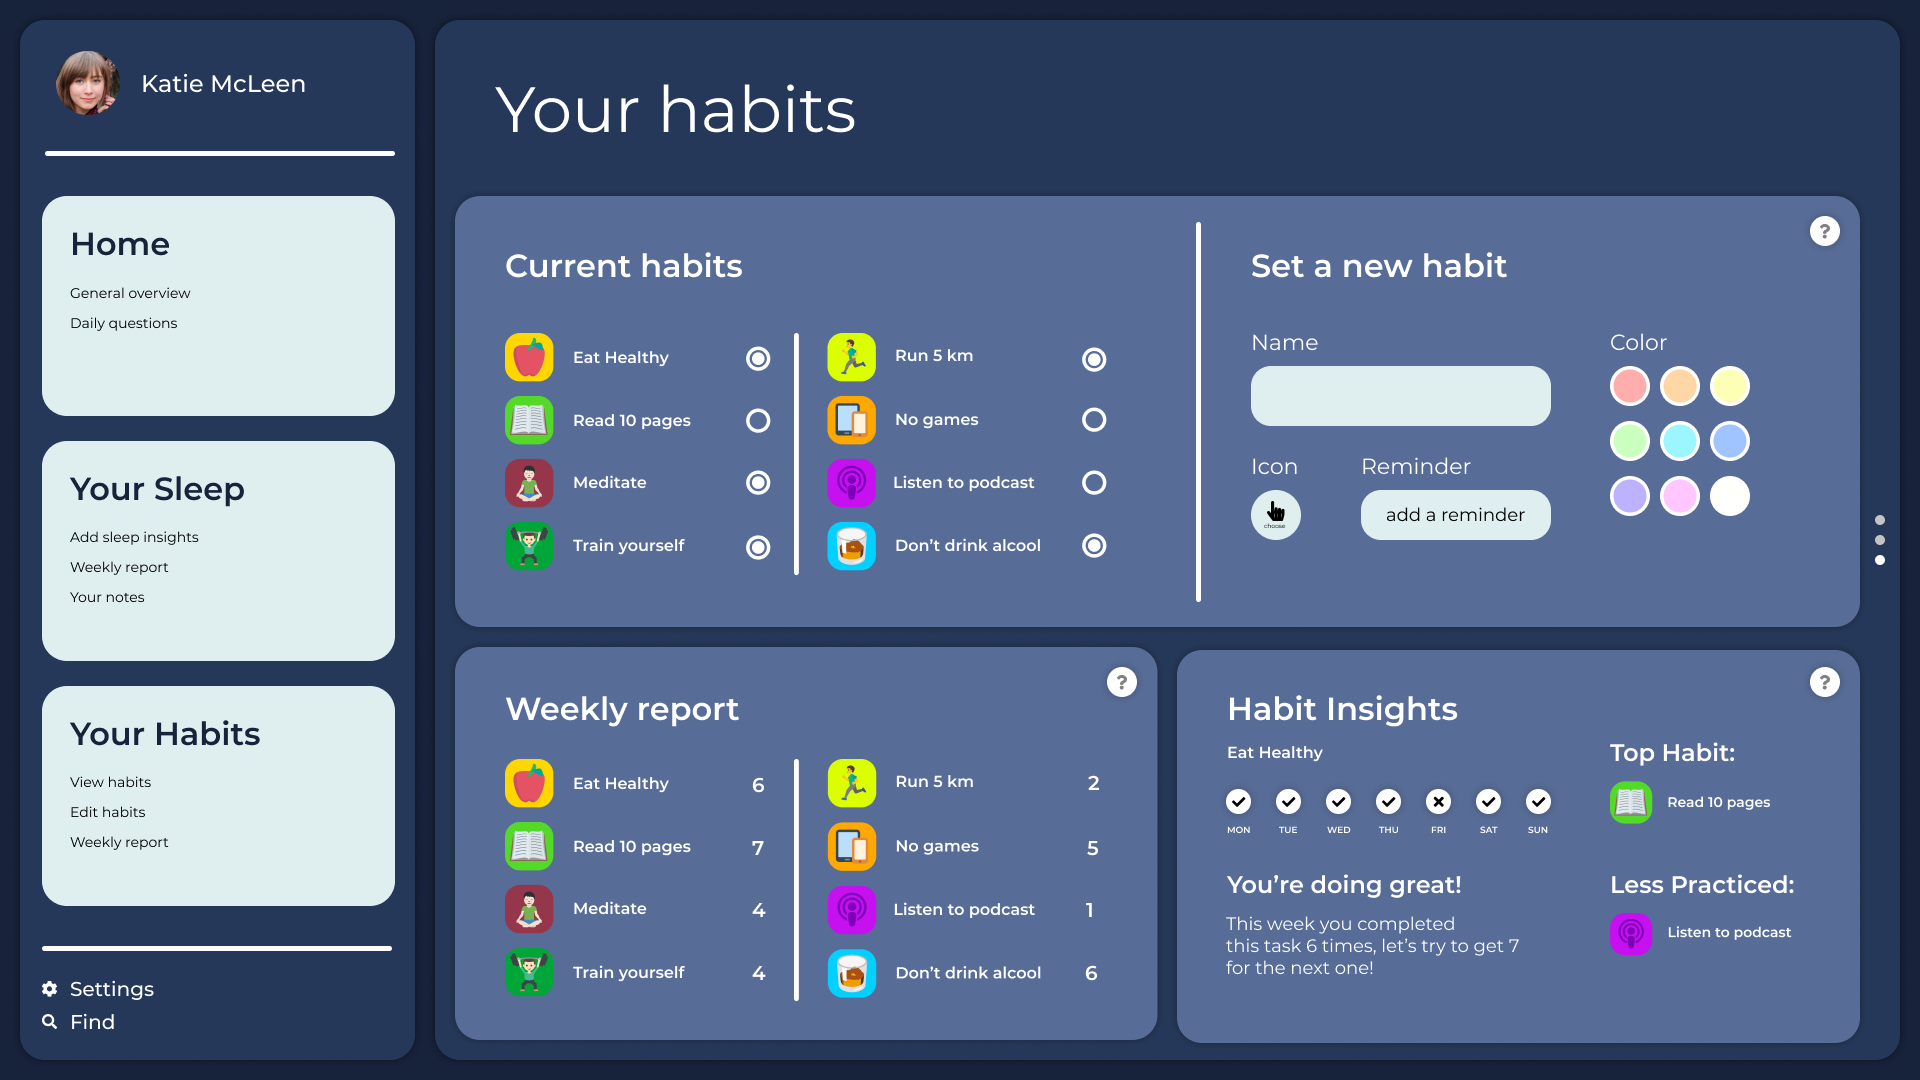 Katie McLeen
Home
General overview
Daily questions
Your Sleep
Add sleep insights
Weekly report
Your notes
Your Habits
View habits
Edit habits
Weekly report
Settings
Find
Your habits
Current habits
Eat Healthy
Read 10 pages
Meditate
Train yourself
Run 5 km
No games
Listen to podcast
Don’t drink alcool
Set a new habit
?
Name
Icon
choose
Reminder
add a reminder
Color
Weekly report
?
Eat Healthy 6
Read 10 pages 7
Meditate 4
Train yourself 4
Run 5 km 2
No games 5
Listen to podcast 1
Don’t drink alcool 6
Habit Insights
?
Eat Healthy
MON TUE WED THU FRI SAT SUN
You’re doing great!
This week you completed
this task 6 times, let’s try to get 7
for the next one!
Top Habit:
Read 10 pages
Less Practiced:
Listen to podcast